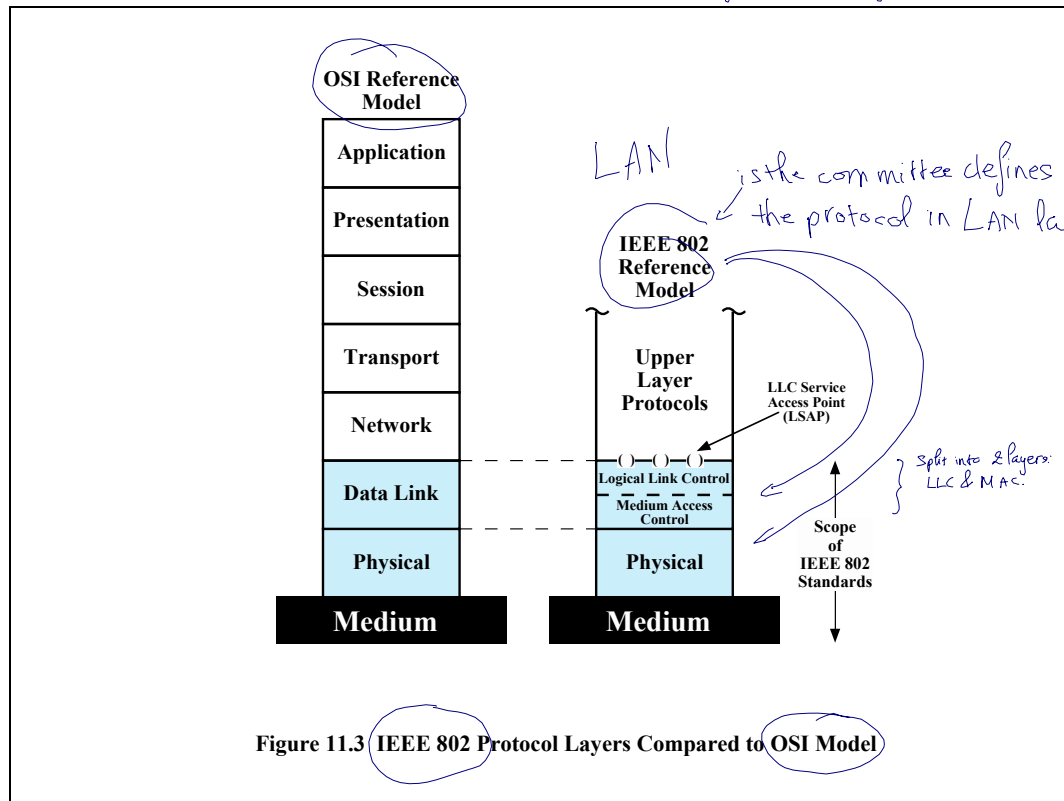 OSI Reference
Model
Application
Presentation
Session
Transport
Network
Data Link
Physical
Medium
LAN
is the committee defines
the protocol in LAN
IEEE 802
Reference
Model
Upper
Layer
Protocols
LLC Service
Access Point
(LSAP)
Logical Link Control
Medium Access
Control
Physical
Medium
Split into 2 layers:
LLC & MAC.
Scope
of
IEEE 802
Standards
Figure 11.3 IEEE 802 Protocol Layers Compared to OSI Model